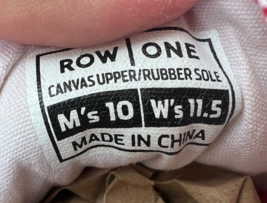 ROW ONE
CANVAS UPPER/RUBBER SOLE
M's 10 W's 11.5
MADE IN CHINA